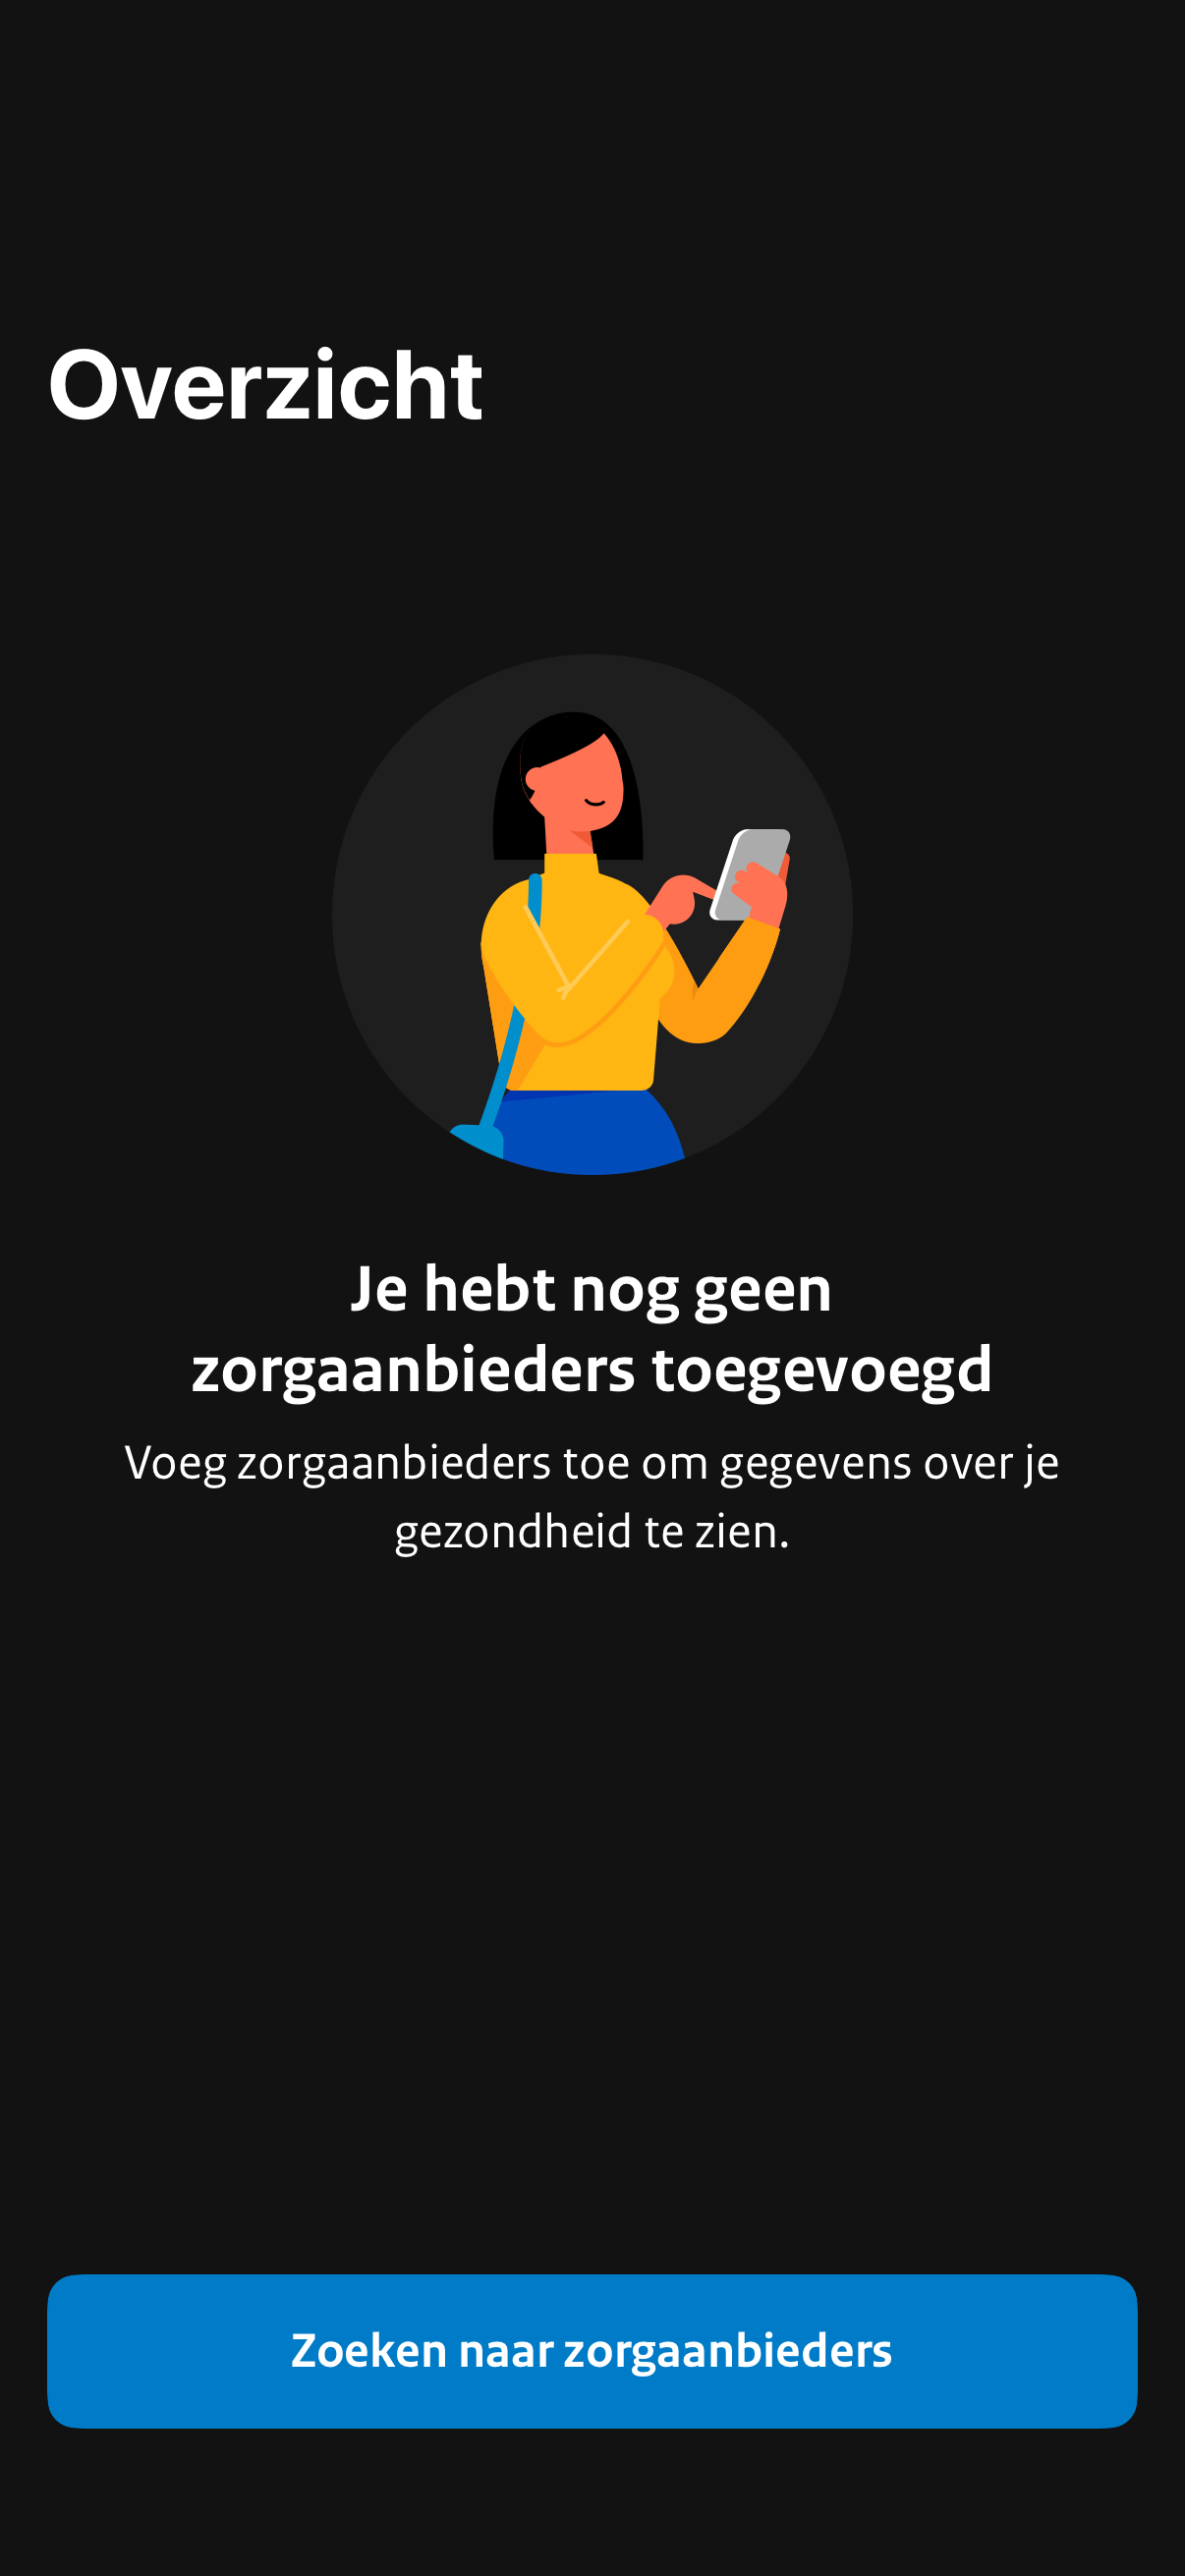 Overzicht
Je hebt nog geen
zorgaanbieders toegevoegd
Voeg zorgaanbieders toe om gegevens over je
gezondheid te zien.
Zoeken naar zorgaanbieders